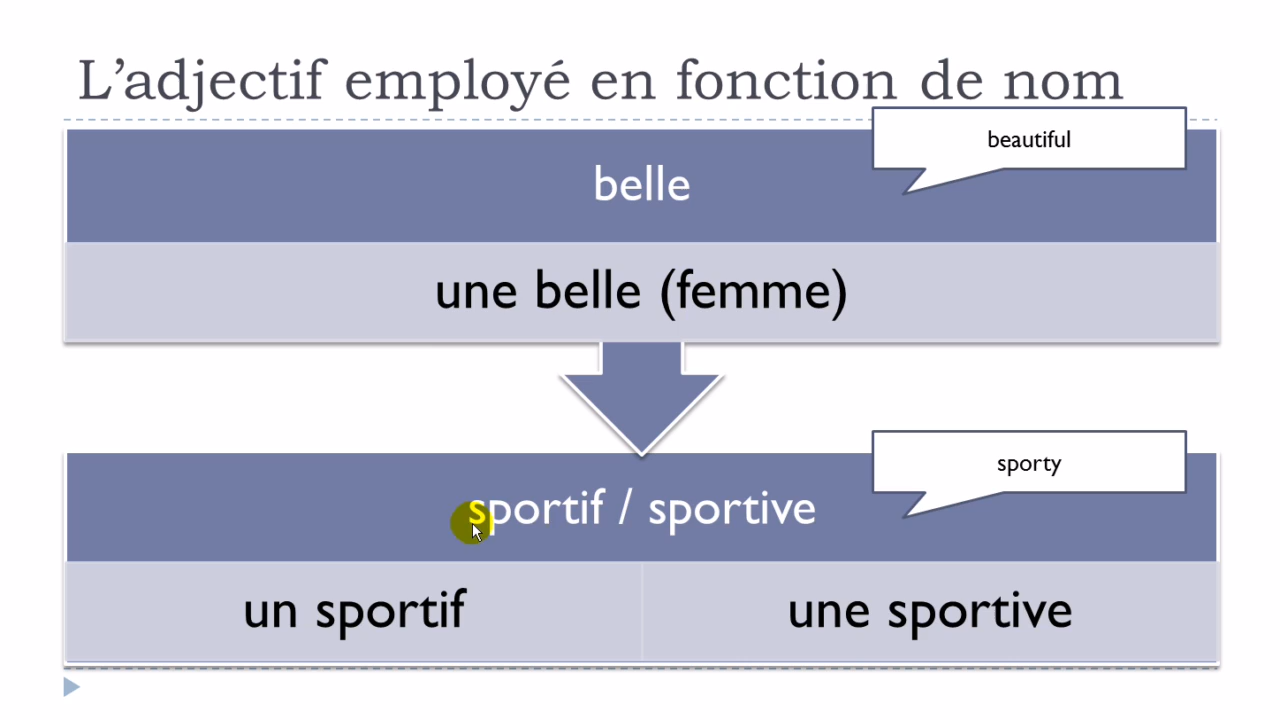 L’adjectif employé en fonction de nom
beautiful
belle
une belle (femme)
sporty
sportif / sportive
un sportif
une sportive